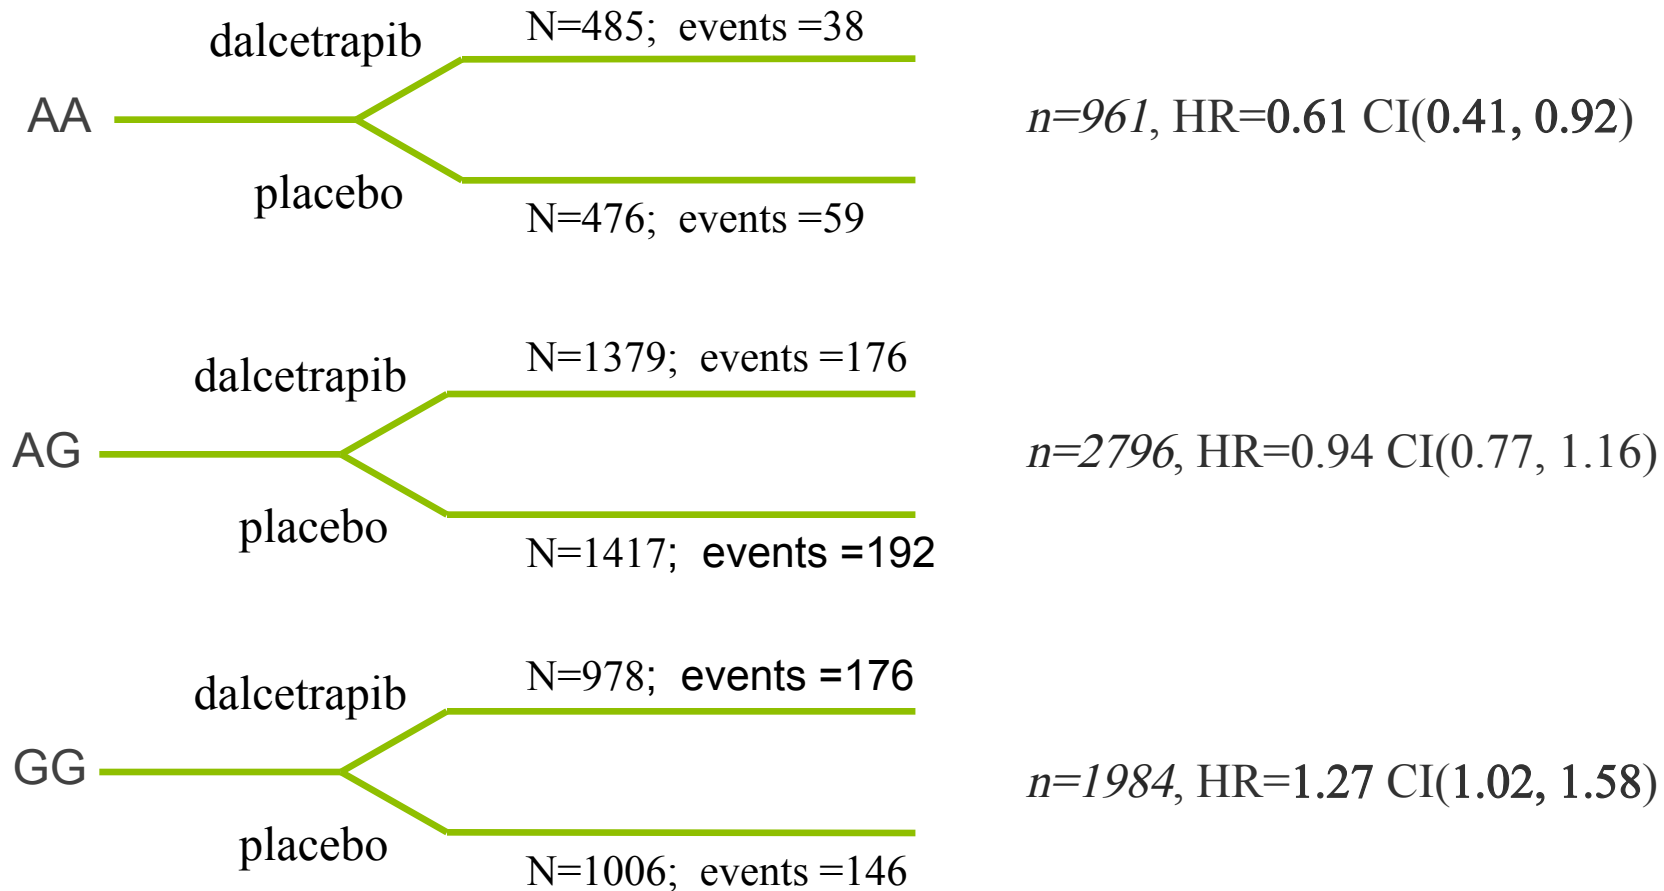 N=485; events =38
dalcetrapib
AA
n=961, HR=0.61 CI(0.41, 0.92)
placebo
N=476; events =59
N=1379; events =176
dalcetrapib
AG
n=2796, HR=0.94 CI(0.77, 1.16)
placebo
N=1417; events =192
N=978; events =176
dalcetrapib
GG
n=1984, HR=1.27 CI(1.02, 1.58)
placebo
N=1006; events =146